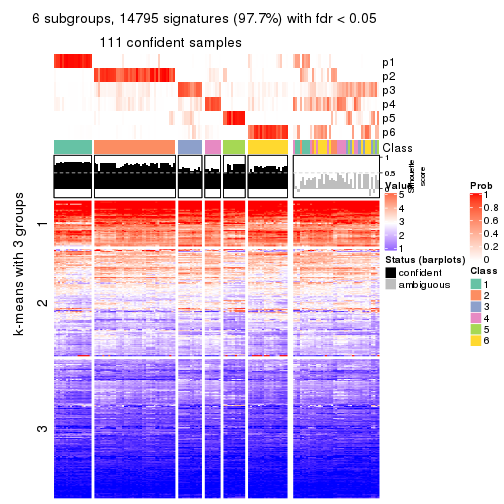 6 subgroups, 14795 signatures (97.7%) with fdr < 0.05
111 confident samples
p1
p2
p3
p4
p5
p6
Class
1
0.5
0
Silhouette
score
k-means with 3 groups
1
2
3
Value
5
4
3
2
1
Status (barplots)
confident
ambiguous
Prob
1
0.8
0.6
0.4
0.2
0
Class
1
2
3
4
5
6